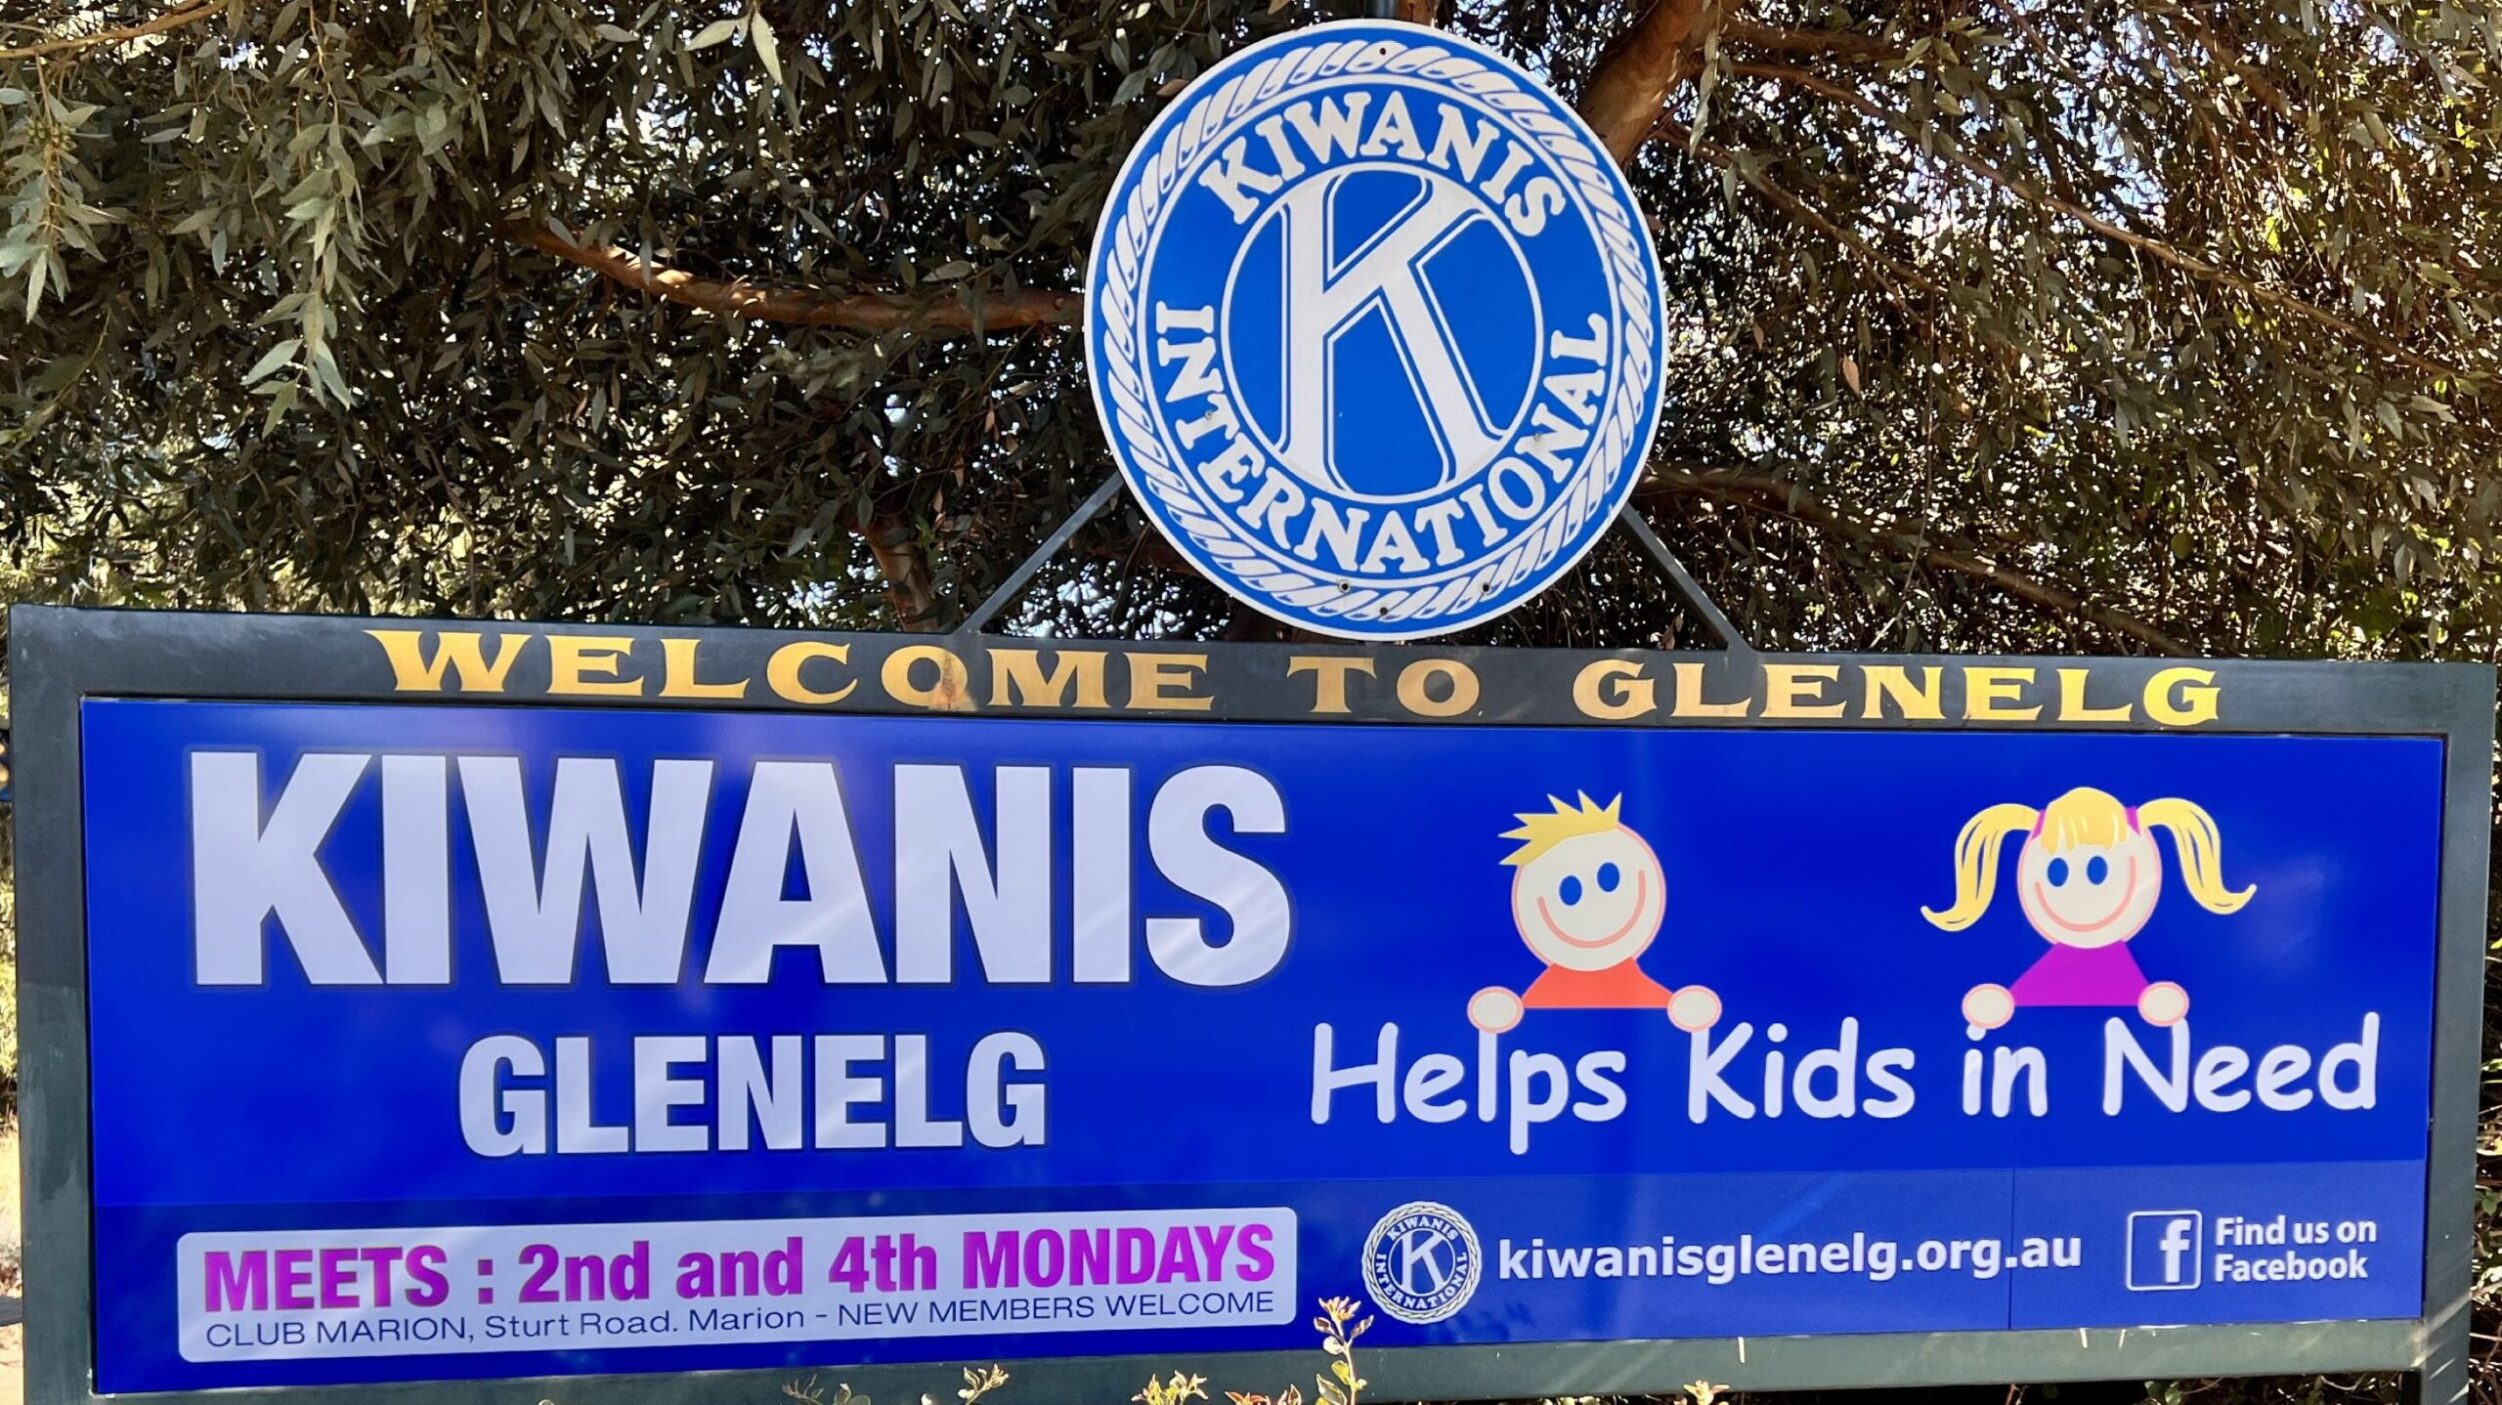 KIWANIS
K
INTERNATIONAL
WELCOME TO GLENELG
KIWANIS
GLENELG
Helps Kids in Need
MEETS : 2nd and 4th MONDAYS
CLUB MARION, Sturt Road. Marion - NEW MEMBERS WELCOME
KIWANIS
K
INTERNATIONAL
kiwanisglenelg.org.au
f
Find us on
Facebook